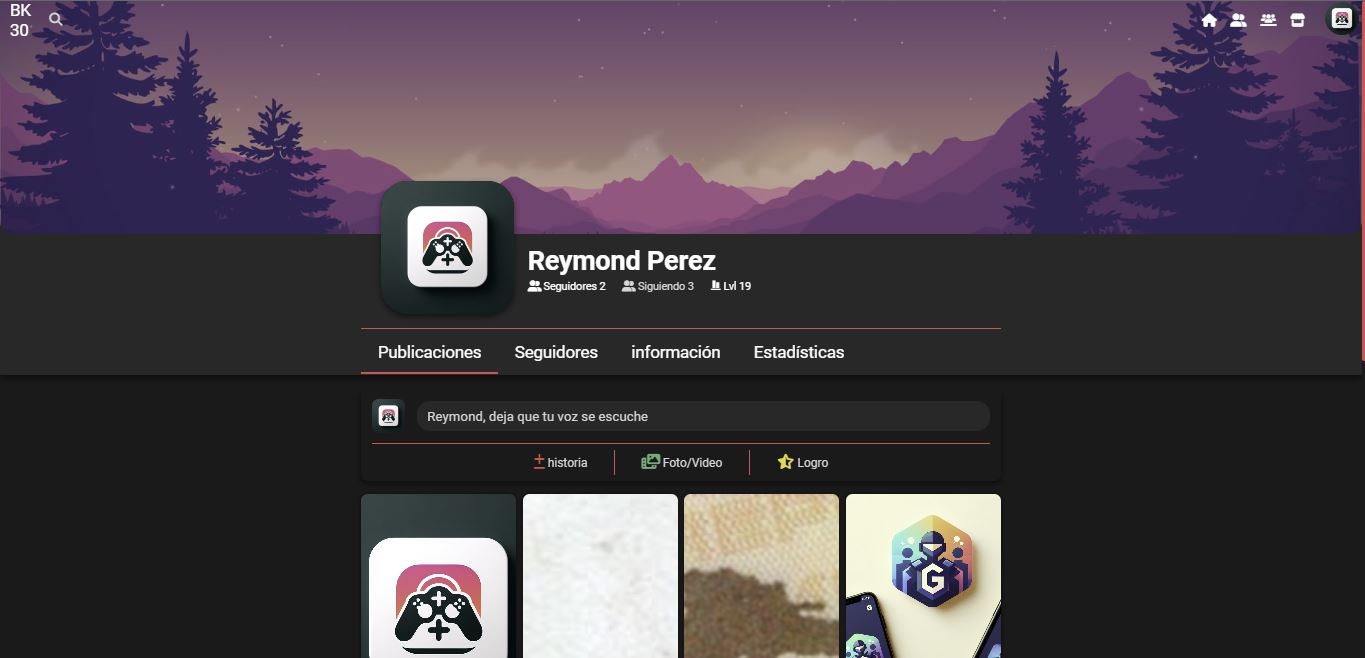 BK
30
Reymond Perez
Seguidores 2 Siguiendo 3 Lvl 19
Publicaciones Seguidores información Estadísticas
Reymond, deja que tu voz se escuche
historia Foto/Video Logro
G